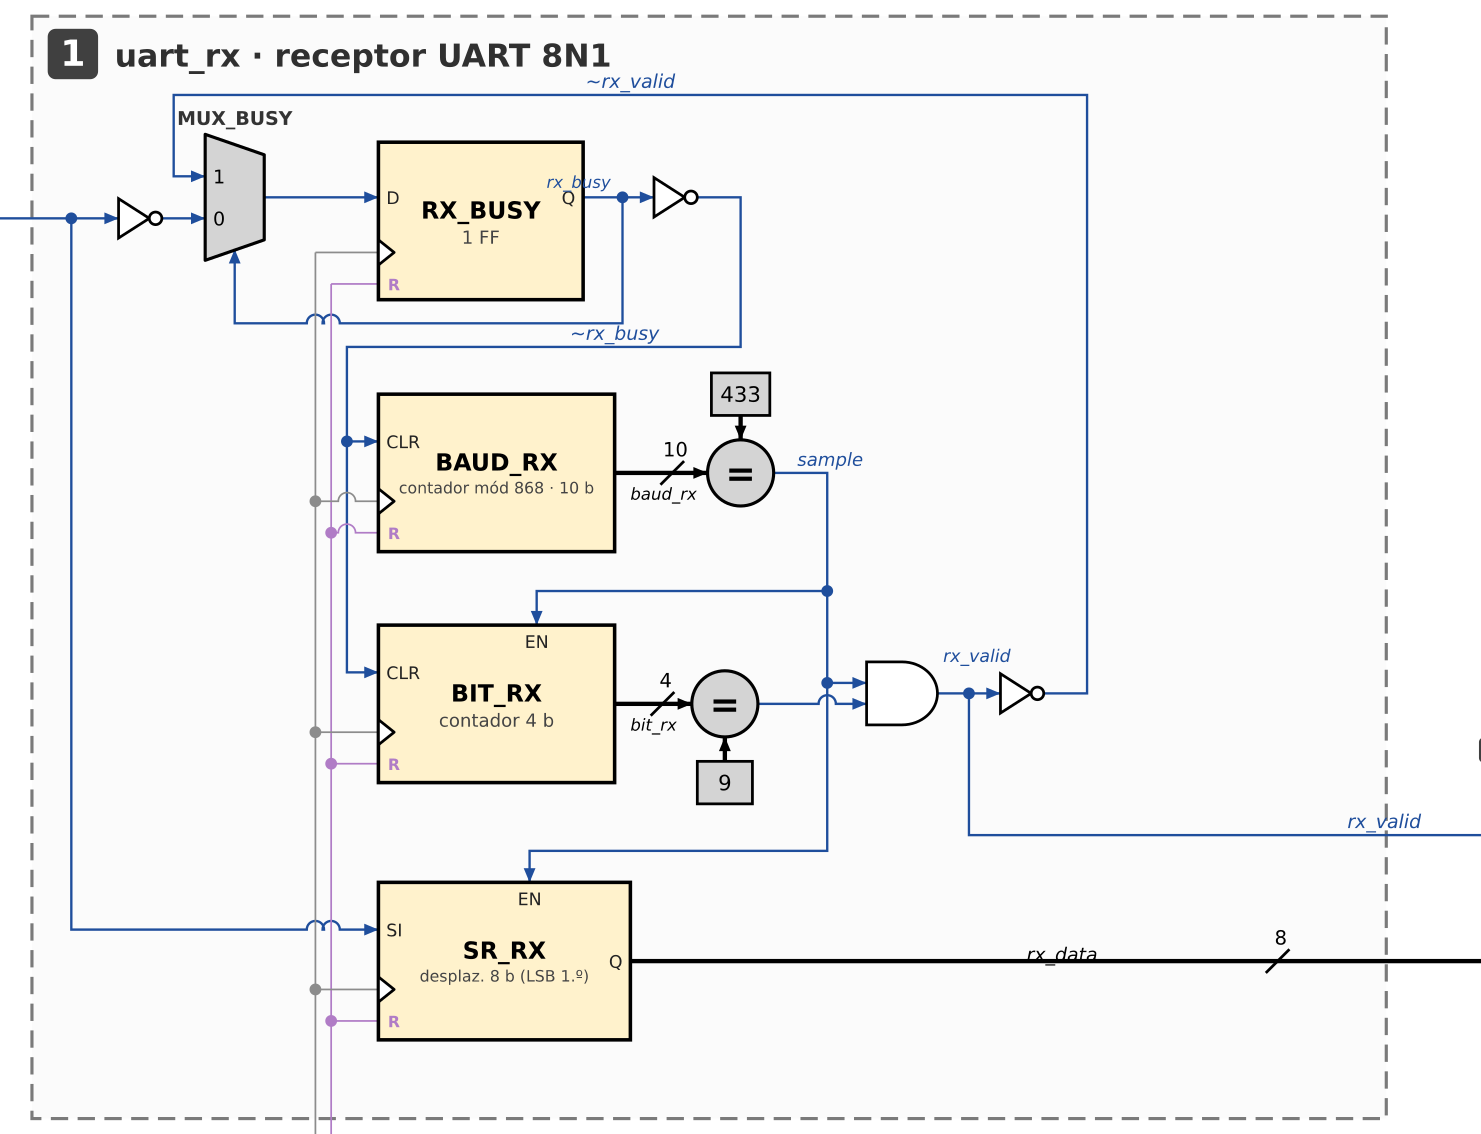 1 uart_rx · receptor UART 8N1
~rx_valid
MUX_BUSY
1
0
D
rx_busy
Q
RX_BUSY
1 FF
R
~rx_busy
433
CLR
BAUD_RX
contador mód 868 · 10 b
R
10
baud_rx
=
sample
EN
CLR
BIT_RX
contador 4 b
R
4
bit_rx
=
9
rx_valid
rx_valid
EN
SI
SR_RX
desplaz. 8 b (LSB 1.º)
Q
R
rx_data
8